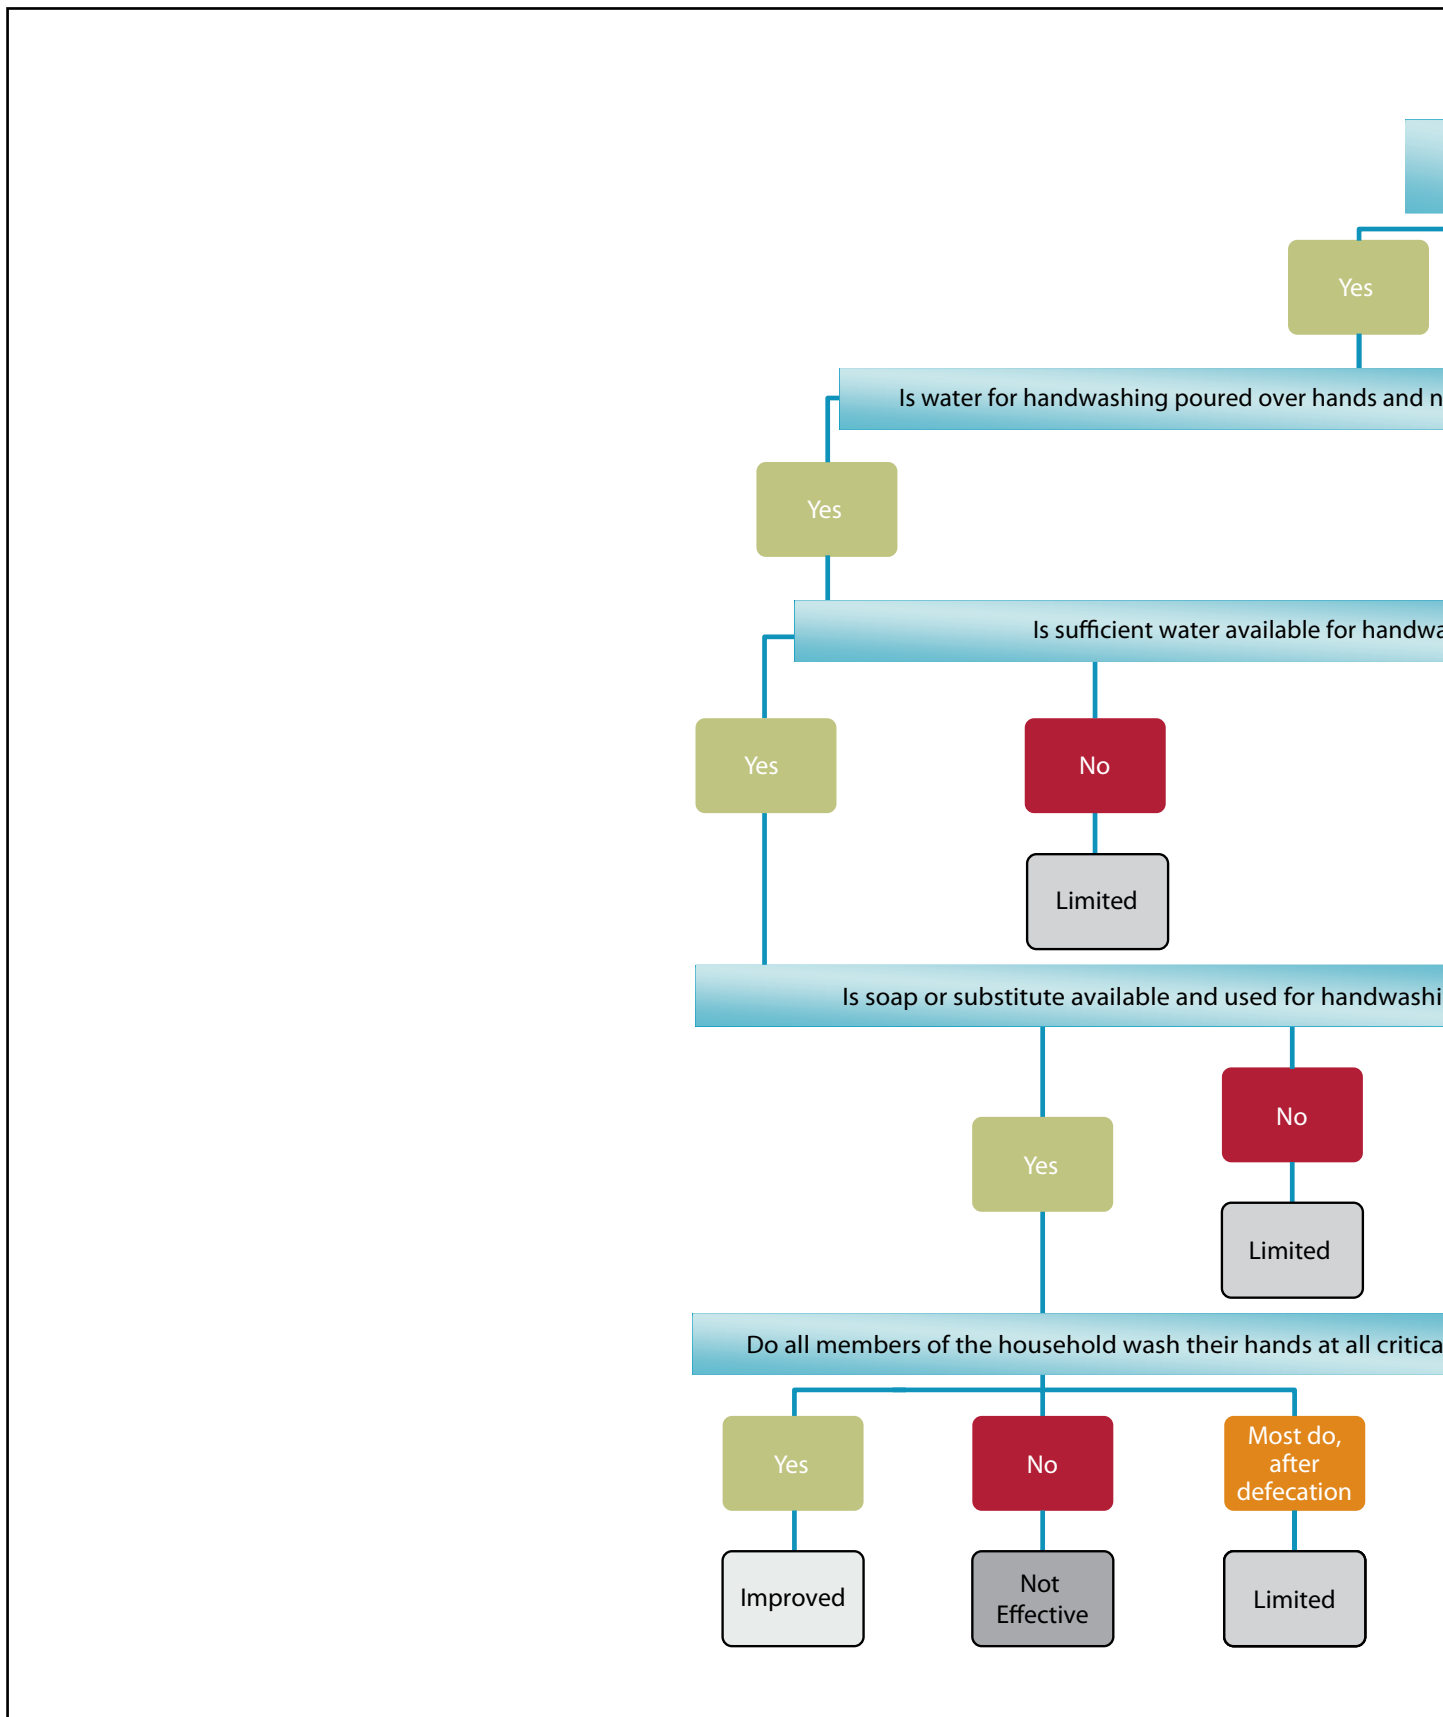 Yes
Is water for handwashing poured over hands and n
Yes
Is sufficient water available for handwa
Yes
No
Limited
Is soap or substitute available and used for handwashi
No
Yes
Limited
Do all members of the household wash their hands at all critica
Yes
No
Most do,
after
defecation
Improved
Not
Effective
Limited